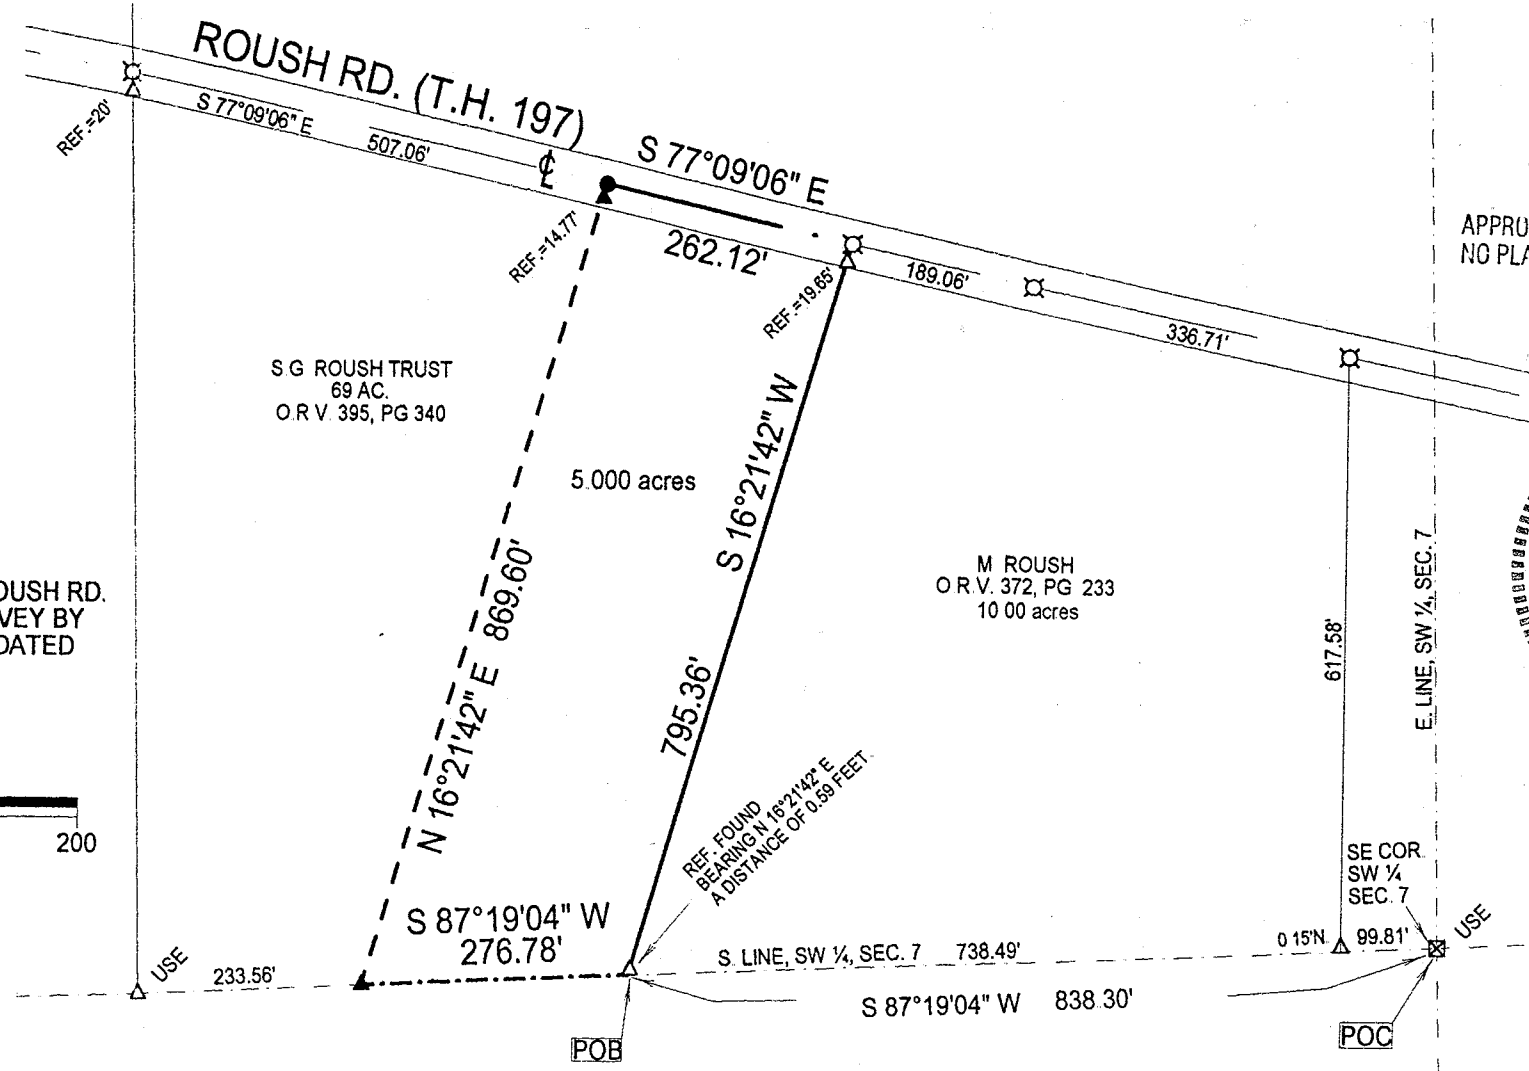 ROUSH RD. (T.H. 197)
S 77°09'06" E
507.06'
REF.=20'
℄
S 77°09'06" E
262.12'
REF.=14.77'
REF.=19.65'
189.06'
336.71'
APPRO
NO PLA
S.G ROUSH TRUST
69 AC.
O.R V. 395, PG 340
5.000 acres
N 16°21'42" E 869.60'
S 16°21'42" W
795.36'
M ROUSH
O R.V. 372, PG 233
10 00 acres
617.58'
E. LINE, SW ¼, SEC. 7
OUSH RD.
VEY BY
DATED
200
REF. FOUND
BEARING N 16°21'42" E
A DISTANCE OF 0.59 FEET.
SE COR.
SW ¼
SEC. 7
USE
S 87°19'04" W
276.78'
S. LINE, SW ¼, SEC. 7 738.49'
0 15'N.
99.81'
USE
233.56'
S 87°19'04" W 838.30'
POB
POC